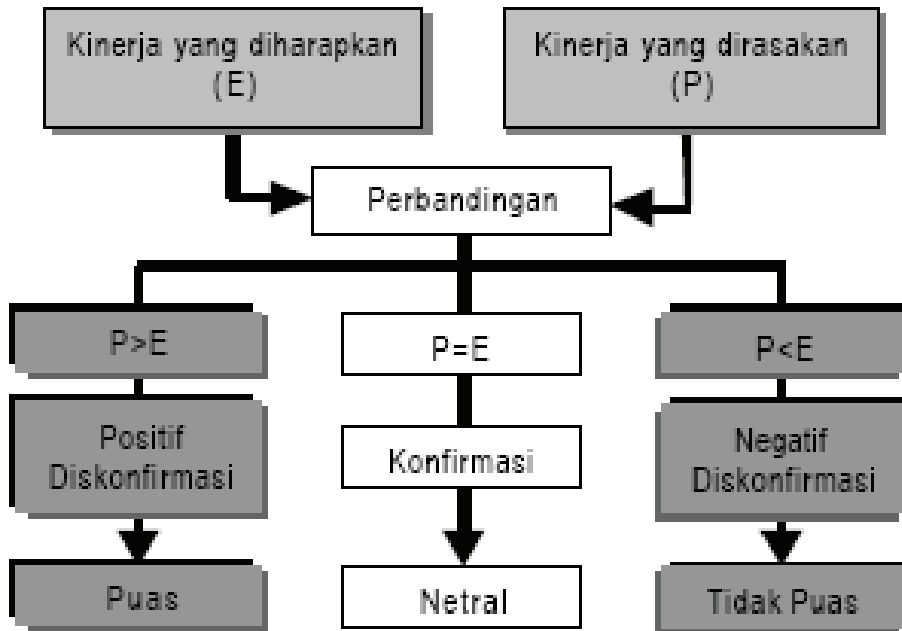 Kinerja yang diharapkan
(E)
Kinerja yang dirasakan
(P)
Perbandingan
P>E
P=E
P<E
Positif
Diskonfirmasi
Konfirmasi
Negatif
Diskonfirmasi
Puas
Netral
Tidak Puas